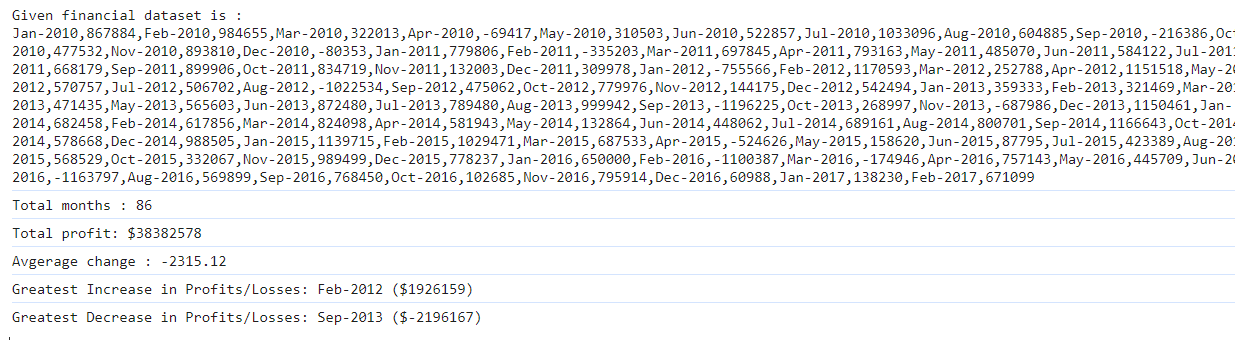 Given financial dataset is :
Jan-2010,867884,Feb-2010,984655,Mar-2010,322013,Apr-2010,-69417,May-2010,310503,Jun-2010,522857,Jul-2010,1033096,Aug-2010,604885,Sep-2010,-216386,Oct
2010,477532,Nov-2010,893810,Dec-2010,-80353,Jan-2011,779806,Feb-2011,-335203,Mar-2011,697845,Apr-2011,793163,May-2011,485070,Jun-2011,584122,Jul-2011
2011,668179,Sep-2011,899906,Oct-2011,834719,Nov-2011,132003,Dec-2011,309978,Jan-2012,-755566,Feb-2012,1170593,Mar-2012,252788,Apr-2012,1151518,May-20
2012,570757,Jul-2012,506702,Aug-2012,-1022534,Sep-2012,475062,Oct-2012,779976,Nov-2012,144175,Dec-2012,542494,Jan-2013,359333,Feb-2013,321469,Mar-201
2013,471435,May-2013,565603,Jun-2013,872480,Jul-2013,789480,Aug-2013,999942,Sep-2013,-1196225,Oct-2013,268997,Nov-2013,-687986,Dec-2013,1150461,Jan-
2014,682458,Feb-2014,617856,Mar-2014,824098,Apr-2014,581943,May-2014,132864,Jun-2014,448062,Jul-2014,689161,Aug-2014,800701,Sep-2014,1166643,Oct-2014
2014,578668,Dec-2014,988505,Jan-2015,1139715,Feb-2015,1029471,Mar-2015,687533,Apr-2015,-524626,May-2015,158620,Jun-2015,87795,Jul-2015,423389,Aug-201
2015,568529,Oct-2015,332067,Nov-2015,989499,Dec-2015,778237,Jan-2016,650000,Feb-2016,-1100387,Mar-2016,-174946,Apr-2016,757143,May-2016,445709,Jun-20
2016,-1163797,Aug-2016,569899,Sep-2016,768450,Oct-2016,102685,Nov-2016,795914,Dec-2016,60988,Jan-2017,138230,Feb-2017,671099
Total months : 86
Total profit: $38382578
Avgerage change : -2315.12
Greatest Increase in Profits/Losses: Feb-2012 ($1926159)
Greatest Decrease in Profits/Losses: Sep-2013 ($-2196167)